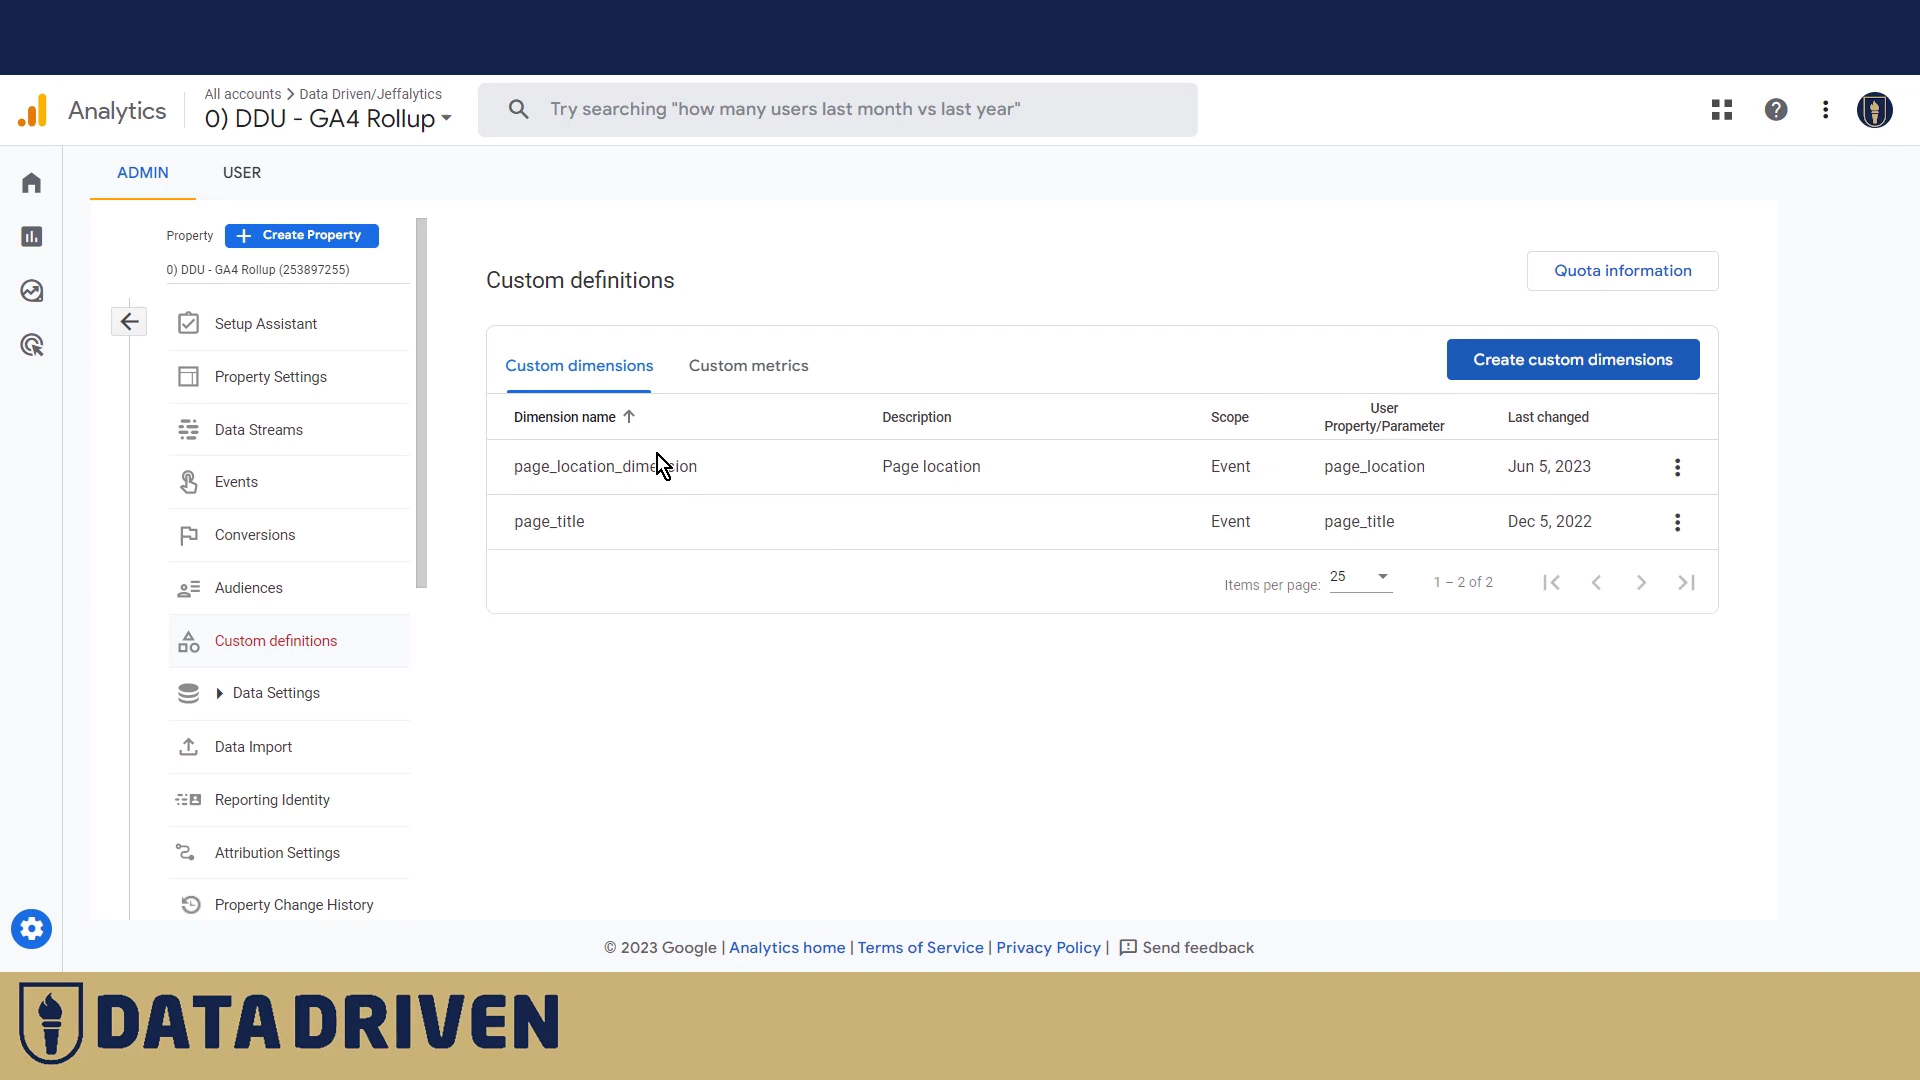 Analytics
All accounts > Data Driven/Jeffalytics
0) DDU - GA4 Rollup
Try searching "how many users last month vs last year"
ADMIN
USER
Property
Create Property
0) DDU - GA4 Rollup (253897255)
Setup Assistant
Property Settings
Data Streams
Events
Conversions
Audiences
Custom definitions
Data Settings
Data Import
Reporting Identity
Attribution Settings
Property Change History
Custom definitions
Quota information
Custom dimensions
Custom metrics
Create custom dimensions
Dimension name
Description
Scope
User
Property/Parameter
Last changed
page_location_dimension
Page location
Event
page_location
Jun 5, 2023
page_title
Event
page_title
Dec 5, 2022
Items per page:
25
1 – 2 of 2
© 2023 Google | Analytics home | Terms of Service | Privacy Policy | Send feedback
DATA DRIVEN